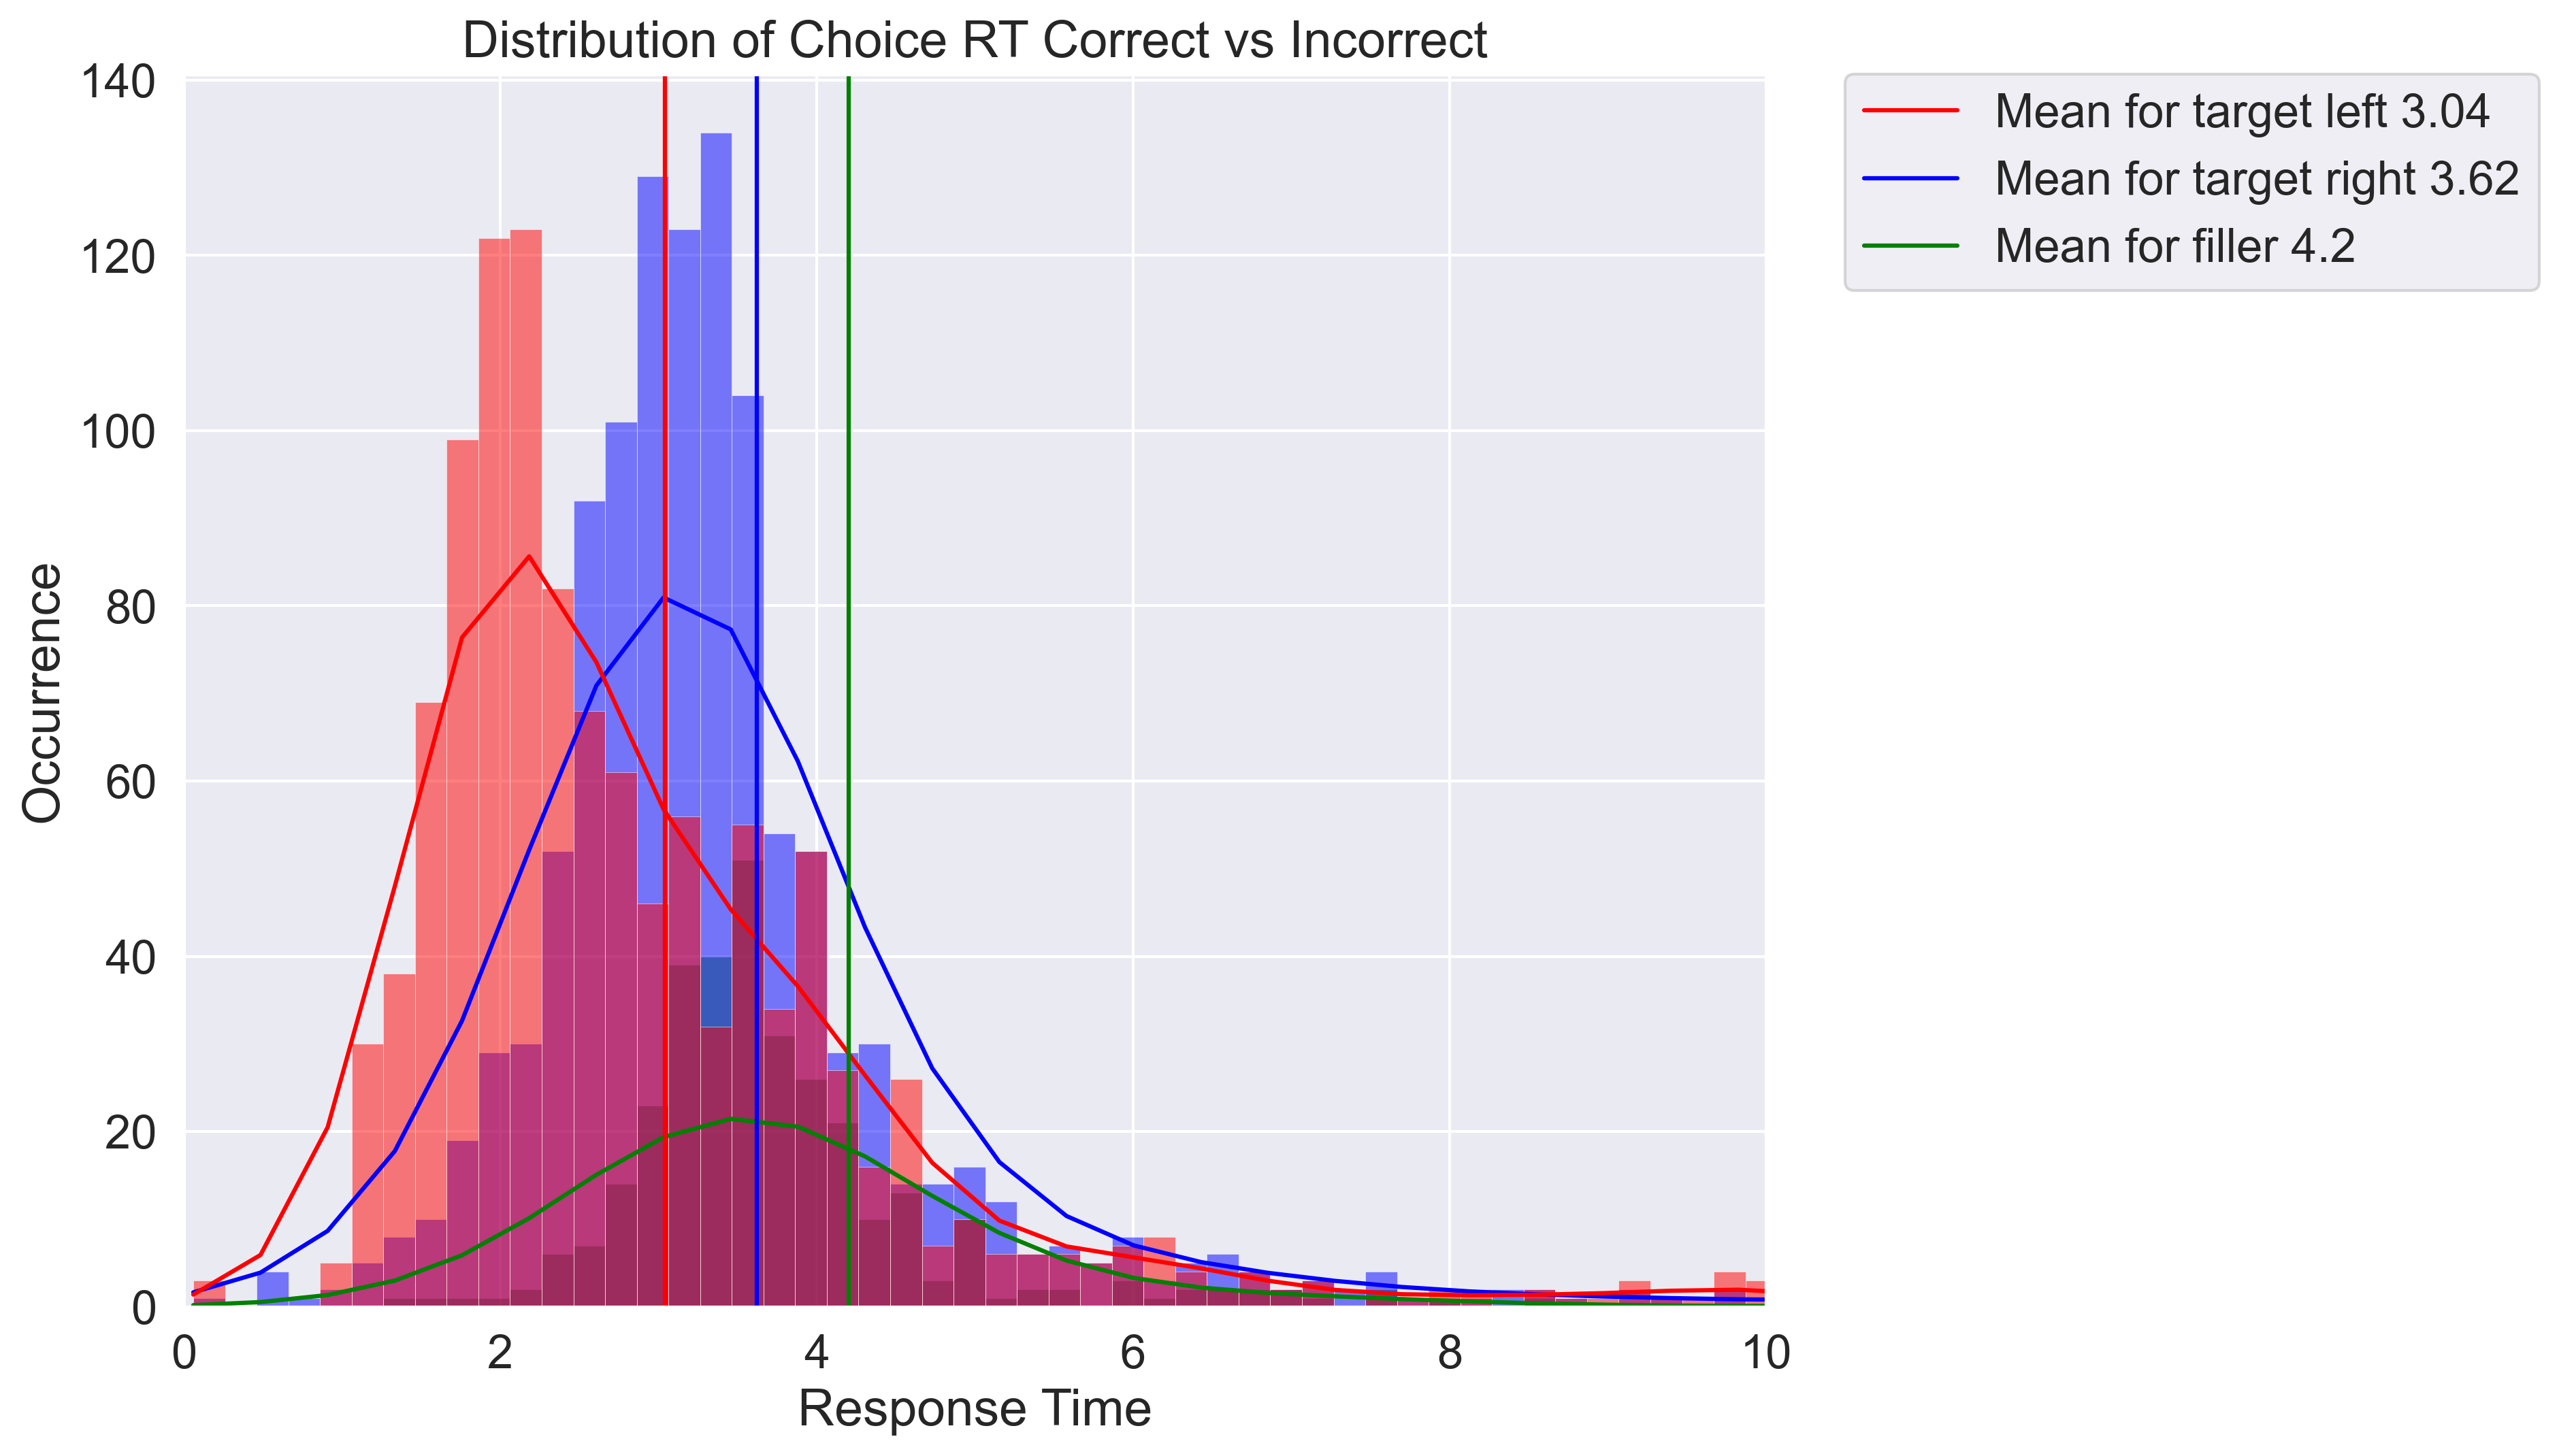 Distribution of Choice RT Correct vs Incorrect
140
120
100
80
60
40
20
0
Occurrence
0 2 4 6 8 10
Response Time
Mean for target left 3.04
Mean for target right 3.62
Mean for filler 4.2